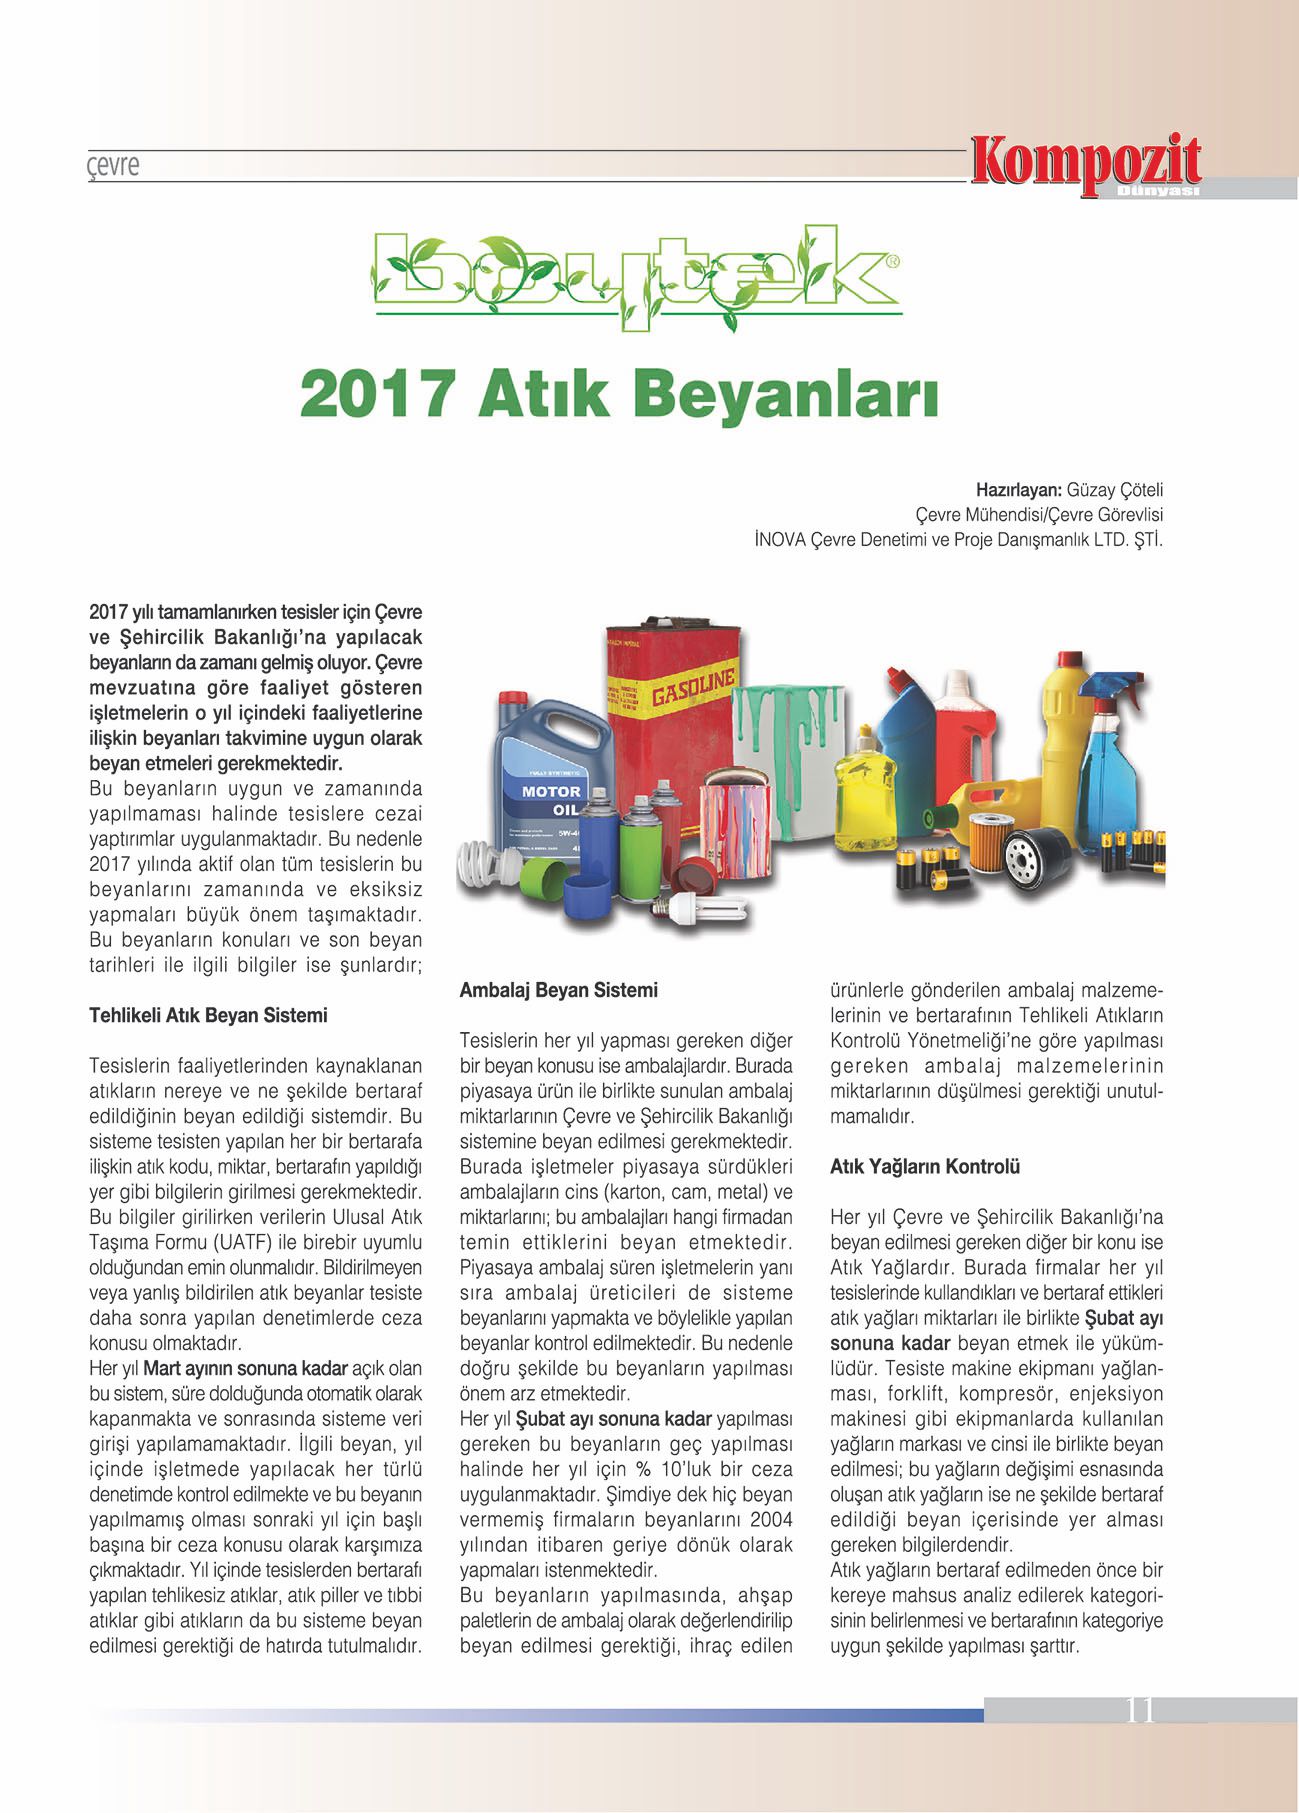 çevre
Kompozit
Dünyası
boytek®
2017 Atık Beyanları
Hazırlayan: Güzay Çöteli
Çevre Mühendisi/Çevre Görevlisi
İNOVA Çevre Denetimi ve Proje Danışmanlık LTD. ŞTİ.
2017 yılı tamamlanırken tesisler için Çevre
ve Şehircilik Bakanlığı’na yapılacak
beyanların da zamanı gelmiş oluyor. Çevre
mevzuatına göre faaliyet gösteren
işletmelerin o yıl içindeki faaliyetlerine
ilişkin beyanları takvimine uygun olarak
beyan etmeleri gerekmektedir.
Bu beyanların uygun ve zamanında
yapılmaması halinde tesislere cezai
yaptırımlar uygulanmaktadır. Bu nedenle
2017 yılında aktif olan tüm tesislerin bu
beyanlarını zamanında ve eksiksiz
yapmaları büyük önem taşımaktadır.
Bu beyanların konuları ve son beyan
tarihleri ile ilgili bilgiler ise şunlardır;
Tehlikeli Atık Beyan Sistemi
Tesislerin faaliyetlerinden kaynaklanan
atıkların nereye ve ne şekilde bertaraf
edildiğinin beyan edildiği sistemdir. Bu
sisteme tesisten yapılan her bir bertarafa
ilişkin atık kodu, miktar, bertarafın yapıldığı
yer gibi bilgilerin girilmesi gerekmektedir.
Bu bilgiler girilirken verilerin Ulusal Atık
Taşıma Formu (UATF) ile birebir uyumlu
olduğundan emin olunmalıdır. Bildirilmeyen
veya yanlış bildirilen atık beyanlar tesiste
daha sonra yapılan denetimlerde ceza
konusu olmaktadır.
Her yıl Mart ayının sonuna kadar açık olan
bu sistem, süre dolduğunda otomatik olarak
kapanmakta ve sonrasında sisteme veri
girişi yapılamamaktadır. İlgili beyan, yıl
içinde işletmede yapılacak her türlü
denetimde kontrol edilmekte ve bu beyanın
yapılmamış olması sonraki yıl için başlı
başına bir ceza konusu olarak karşımıza
çıkmaktadır. Yıl içinde tesislerden bertarafı
yapılan tehlikesiz atıklar, atık piller ve tıbbi
atıklar gibi atıkların da bu sisteme beyan
edilmesi gerektiği de hatırda tutulmalıdır.
GASOLINE
FULLY SYNTHETIC
MOTOR
OIL
5W-40
Ambalaj Beyan Sistemi
Tesislerin her yıl yapması gereken diğer
bir beyan konusu ise ambalajlardır. Burada
piyasaya ürün ile birlikte sunulan ambalaj
miktarlarının Çevre ve Şehircilik Bakanlığı
sistemine beyan edilmesi gerekmektedir.
Burada işletmeler piyasaya sürdükleri
ambalajların cins (karton, cam, metal) ve
miktarlarını; bu ambalajları hangi firmadan
temin ettiklerini beyan etmektedir.
Piyasaya ambalaj süren işletmelerin yanı
sıra ambalaj üreticileri de sisteme
beyanlarını yapmakta ve böylelikle yapılan
beyanlar kontrol edilmektedir. Bu nedenle
doğru şekilde bu beyanların yapılması
önem arz etmektedir.
Her yıl Şubat ayı sonuna kadar yapılması
gereken bu beyanların geç yapılması
halinde her yıl için % 10’luk bir ceza
uygulanmaktadır. Şimdiye dek hiç beyan
vermemiş firmaların beyanlarını 2004
yılından itibaren geriye dönük olarak
yapmaları istenmektedir.
Bu beyanların yapılmasında, ahşap
paletlerin de ambalaj olarak değerlendirilip
beyan edilmesi gerektiği, ihraç edilen
ürünlerle gönderilen ambalaj malzeme-
lerinin ve bertarafının Tehlikeli Atıkların
Kontrolü Yönetmeliği’ne göre yapılması
gereken ambalaj malzemelerinin
miktarlarının düşülmesi gerektiği unutul-
mamalıdır.
Atık Yağların Kontrolü
Her yıl Çevre ve Şehircilik Bakanlığı’na
beyan edilmesi gereken diğer bir konu ise
Atık Yağlardır. Burada firmalar her yıl
tesislerinde kullandıkları ve bertaraf ettikleri
atık yağları miktarları ile birlikte Şubat ayı
sonuna kadar beyan etmek ile yüküm-
lüdür. Tesiste makine ekipmanı yağlan-
ması, forklift, kompresör, enjeksiyon
makinesi gibi ekipmanlarda kullanılan
yağların markası ve cinsi ile birlikte beyan
edilmesi; bu yağların değişimi esnasında
oluşan atık yağların ise ne şekilde bertaraf
edildiği beyan içerisinde yer alması
gereken bilgilerdendir.
Atık yağların bertaraf edilmeden önce bir
kereye mahsus analiz edilerek kategori-
sinin belirlenmesi ve bertarafının kategoriye
uygun şekilde yapılması şarttır.
11